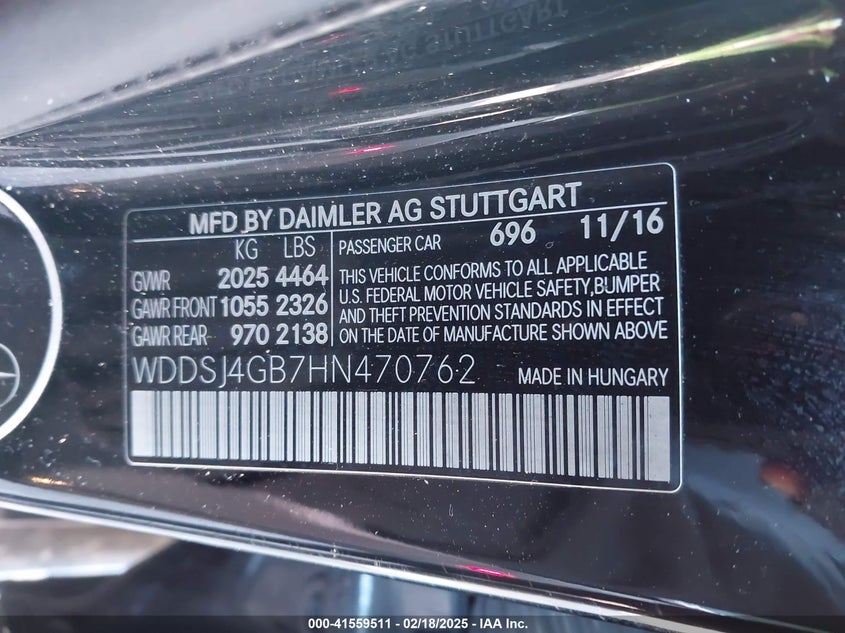 MFD BY DAIMLER AG STUTTGART
KG LBS
GVWR 2025 4464
GAWR FRONT 1055 2326
GAWR REAR 970 2138
PASSENGER CAR 696 11/16
THIS VEHICLE CONFORMS TO ALL APPLICABLE
U.S. FEDERAL MOTOR VEHICLE SAFETY,BUMPER
AND THEFT PREVENTION STANDARDS IN EFFECT
ON THE DATE OF MANUFACTURE SHOWN ABOVE
WDDSJ4GB7HN470762
MADE IN HUNGARY
000-41559511 - 02/18/2025 - IAA Inc.